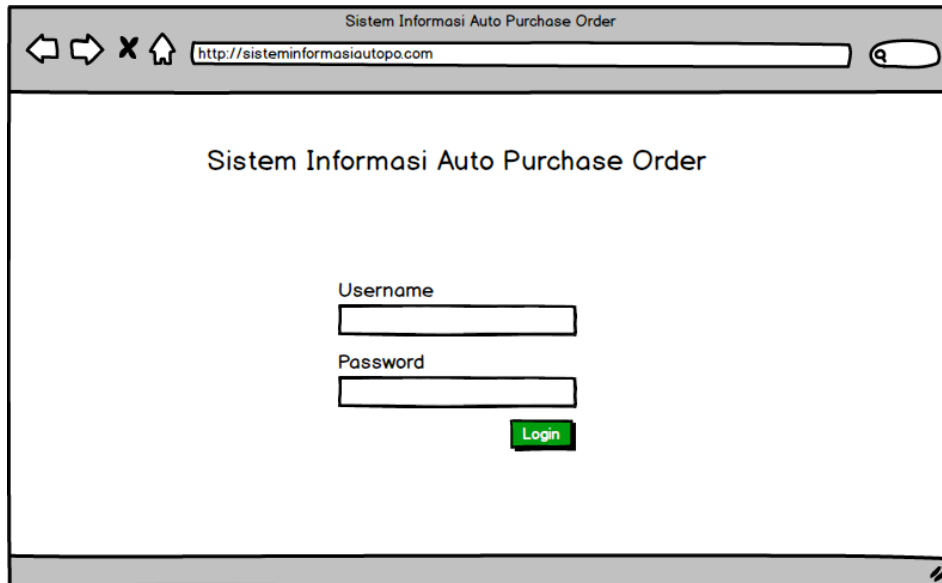 Sistem Informasi Auto Purchase Order
http://sisteminformasiautopo.com
Sistem Informasi Auto Purchase Order
Username
Password
Login